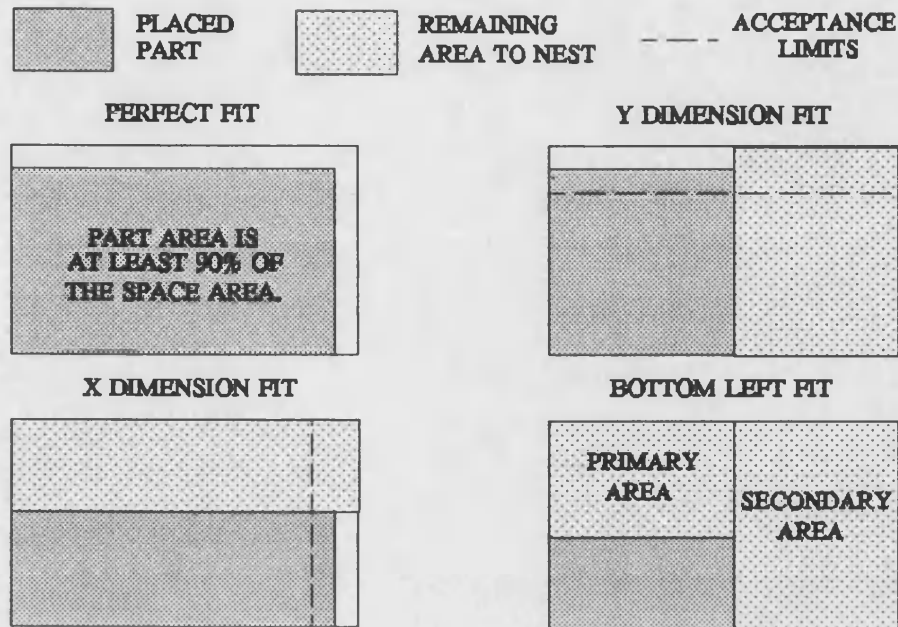 PLACED
PART
REMAINING
AREA TO NEST
ACCEPTANCE
LIMITS
PERFECT FIT
Y DIMENSION FIT
PART AREA IS
AT LEAST 90% OF
THE SPACE AREA.
X DIMENSION FIT
BOTTOM LEFT FIT
PRIMARY
AREA
SECONDARY
AREA